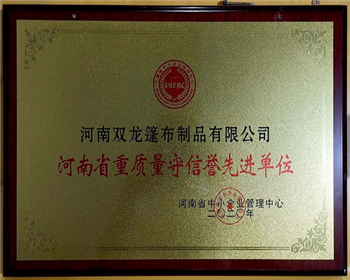 SMEMC
河南双龙篷布制品有限公司
河南省重质量守信誉先进单位
河南省中小企业管理中心
二〇二〇年